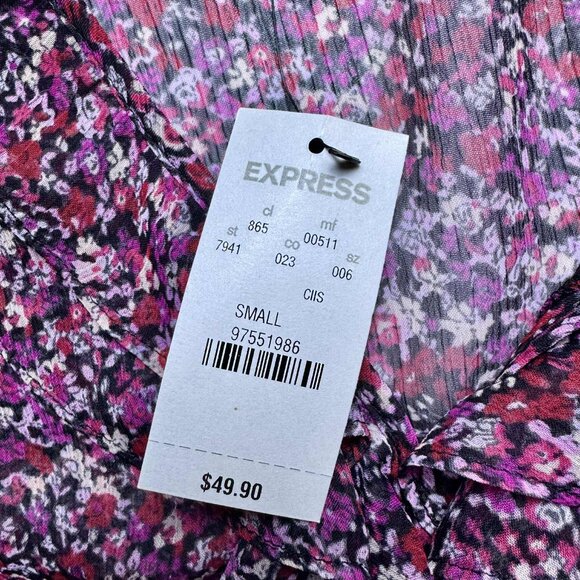 EXPRESS
cl mf
865 00511
st co sz
7941 023 006
CIIS
SMALL
97551986
$49.90